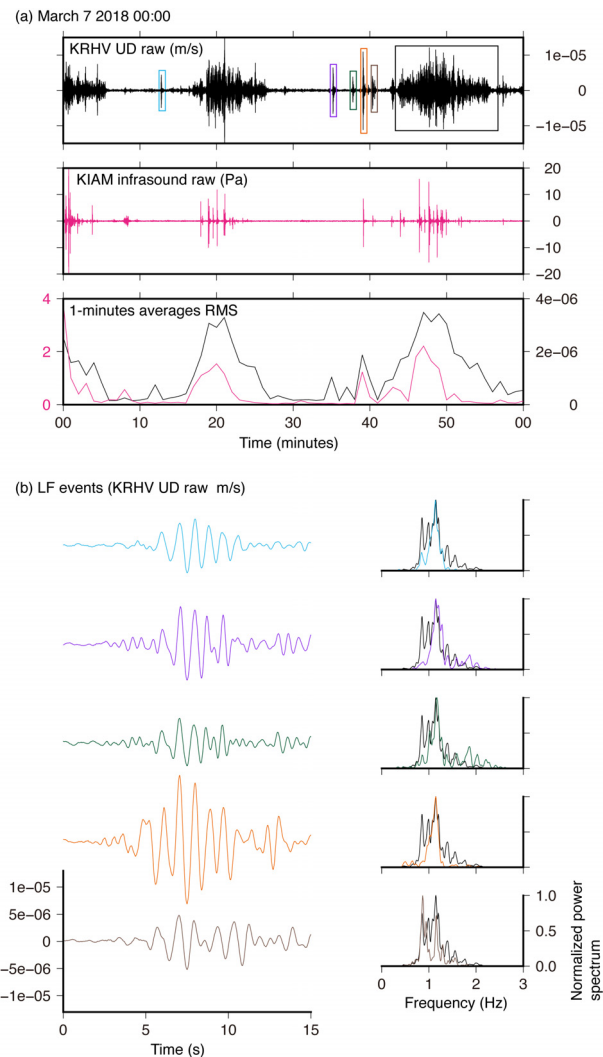 (a) March 7 2018 00:00
KRHV UD raw (m/s)
1e-05
0
-1e-05
KIAM infrasound raw (Pa)
20
10
0
-10
-20
1-minutes averages RMS
4
2
0
4e-06
2e-06
0
00 10 20 30 40 50 00
Time (minutes)
(b) LF events (KRHV UD raw m/s)
1e-05
5e-06
0
-5e-06
-1e-05
0 5 10 15
Time (s)
1.0
0.5
0.0
Normalized power
spectrum
0 1 2 3
Frequency (Hz)